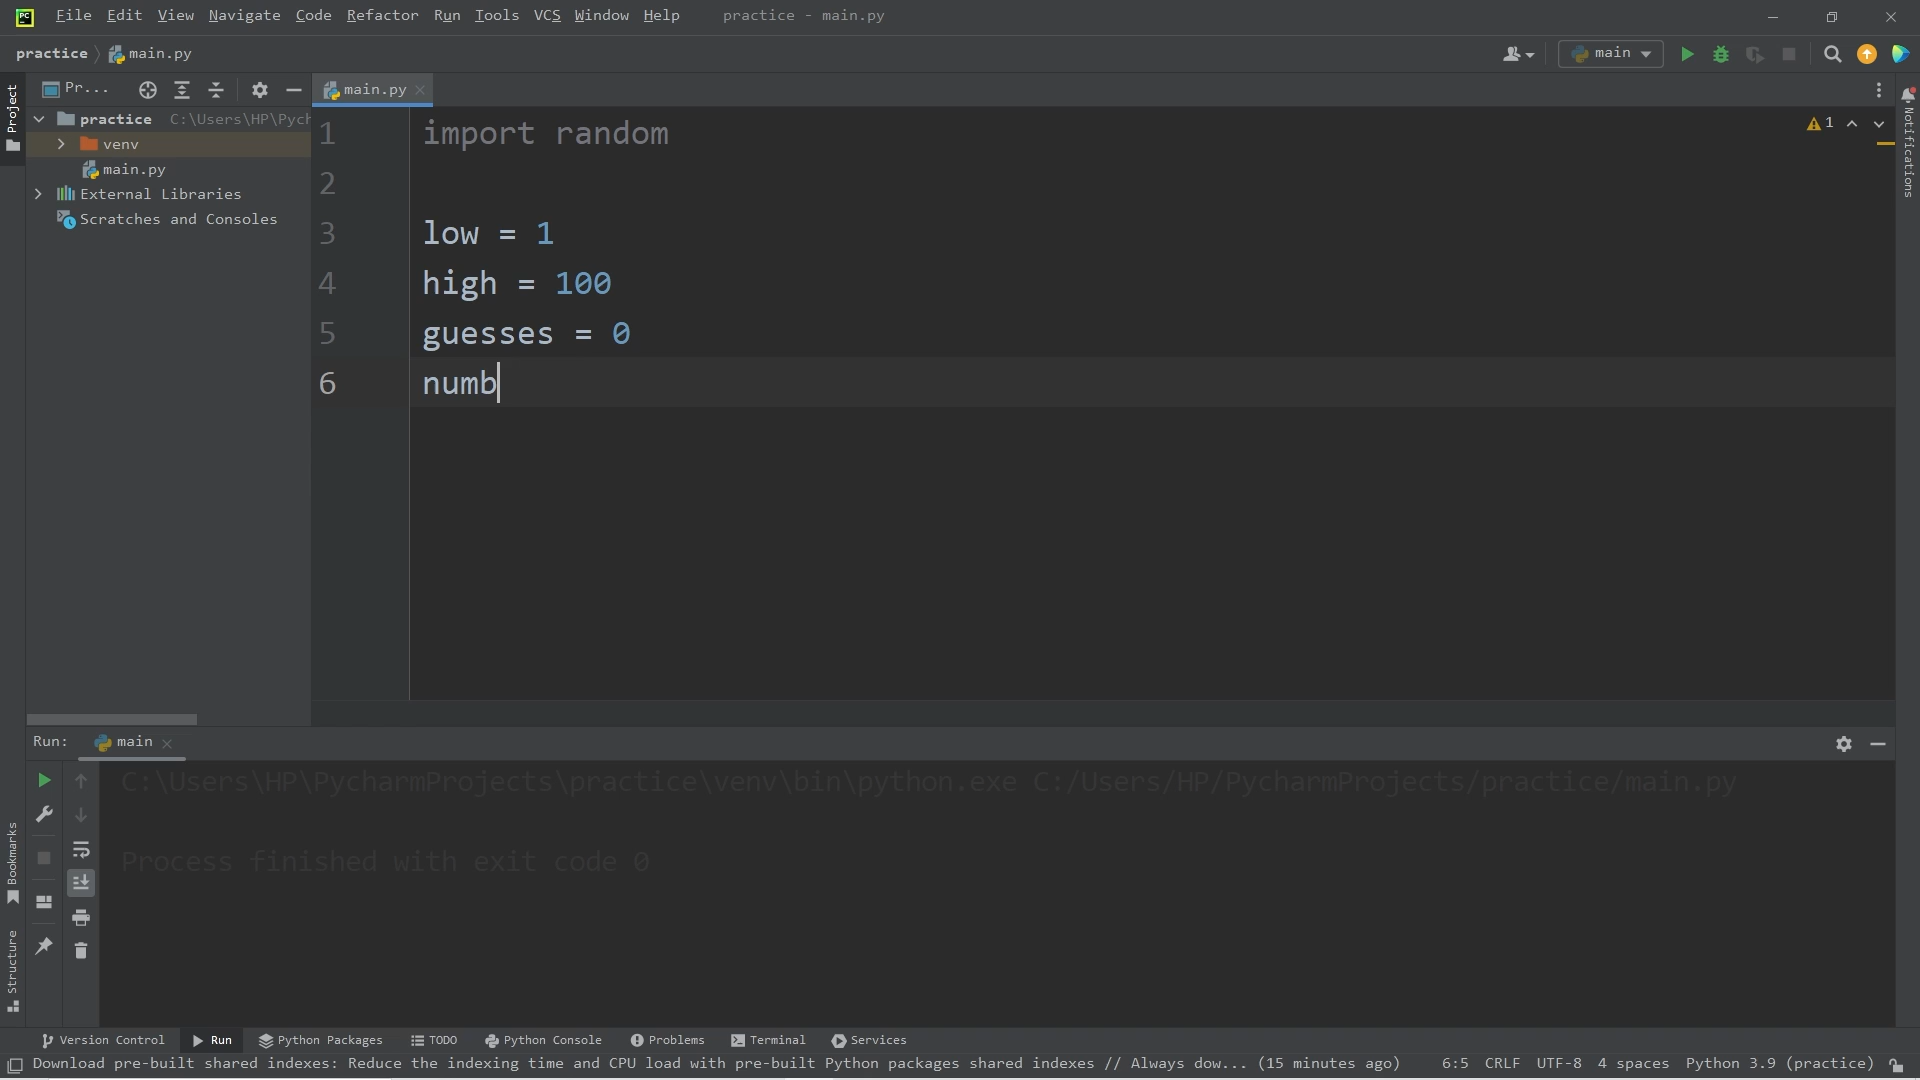 File Edit View Navigate Code Refactor Run Tools VCS Window Help practice - main.py
practice main.py main
Project Pr... main.py Notifications
practice C:\Users\HP\Pych
venv
main.py
External Libraries
Scratches and Consoles
1 import random 1
2
3 low = 1
4 high = 100
5 guesses = 0
6 numb
Run: main
C:\Users\HP\PycharmProjects\practice\venv\bin\python.exe C:/Users/HP/PycharmProjects/practice/main.py
Process finished with exit code 0
Bookmarks
Structure
Version Control Run Python Packages TODO Python Console Problems Terminal Services
Download pre-built shared indexes: Reduce the indexing time and CPU load with pre-built Python packages shared indexes // Always dow... (15 minutes ago) 6:5 CRLF UTF-8 4 spaces Python 3.9 (practice)